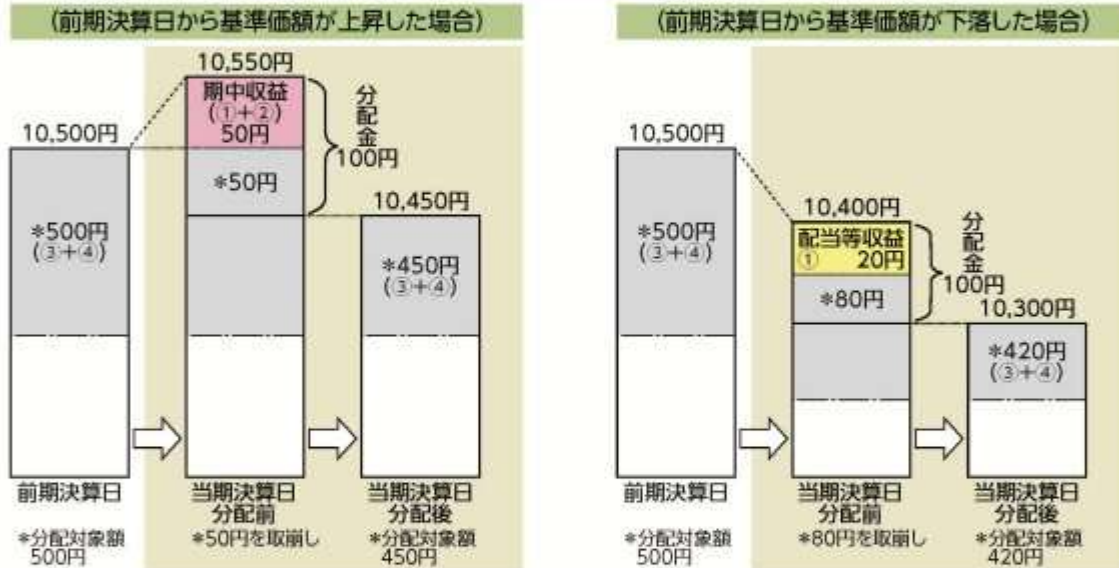 (前期決算日から基準価額が上昇した場合)
10,550円
期中収益
(①+②)
50円
分配金
100円
10,500円
*50円
10,450円
*500円
(③+④)
*450円
(③+④)
前期決算日
当期決算日
分配前
当期決算日
分配後
*分配対象額
500円
*50円を取崩し
*分配対象額
450円
(前期決算日から基準価額が下落した場合)
10,500円
10,400円
配当等収益
① 20円
分配金
100円
*500円
(③+④)
*80円
10,300円
*420円
(③+④)
前期決算日
当期決算日
分配前
当期決算日
分配後
*分配対象額
500円
*80円を取崩し
*分配対象額
420円